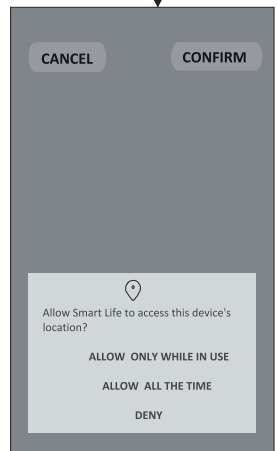 CANCEL
CONFIRM
Allow Smart Life to access this device's
location?
ALLOW ONLY WHILE IN USE
ALLOW ALL THE TIME
DENY